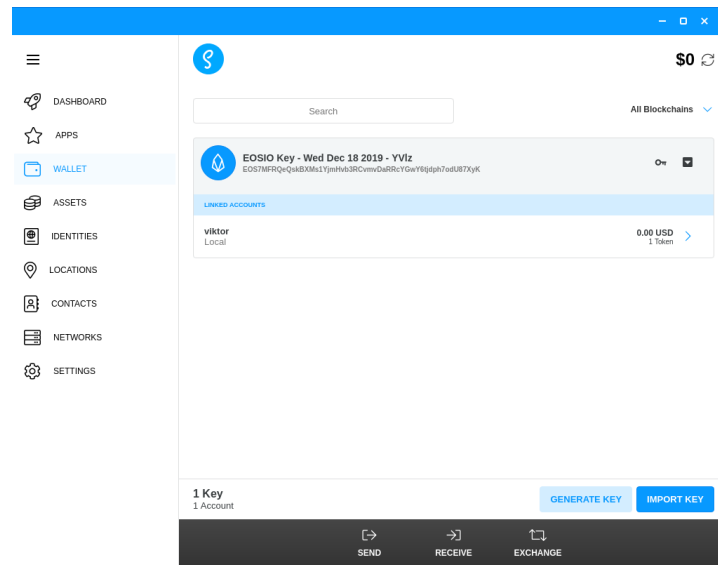 $0
DASHBOARD
APPS
WALLET
ASSETS
IDENTITIES
LOCATIONS
CONTACTS
NETWORKS
SETTINGS
Search
All Blockchains
EOSIO Key - Wed Dec 18 2019 - YVlz
EOS7MFRQeQskBXMs1YjmHvb3RCvmvDaRRcYGwY6tjdph7odU87XyK
LINKED ACCOUNTS
viktor
Local
0.00 USD
1 Token
1 Key
1 Account
GENERATE KEY
IMPORT KEY
SEND
RECEIVE
EXCHANGE